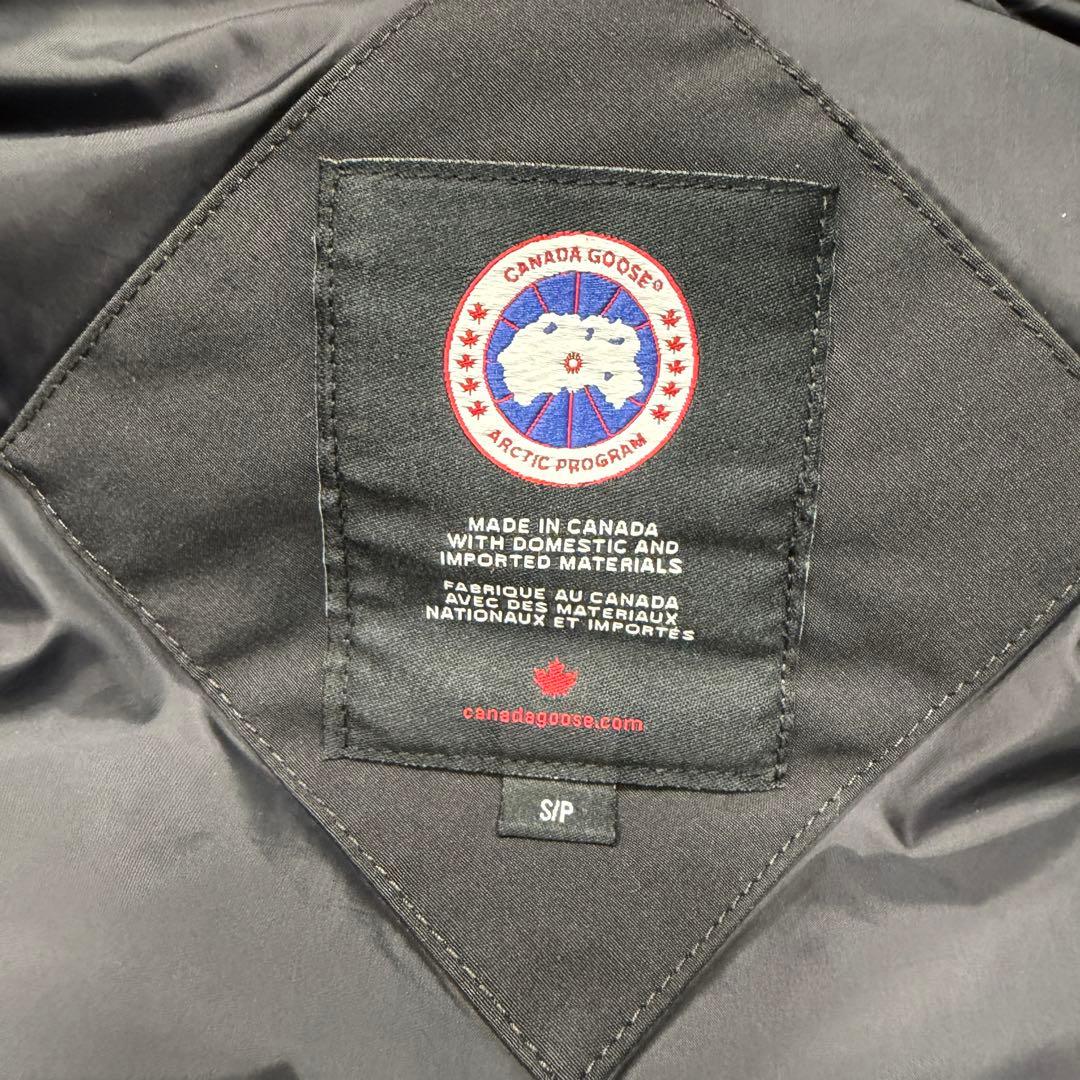 CANADA GOOSE®
ARCTIC PROGRAM
MADE IN CANADA
WITH DOMESTIC AND
IMPORTED MATERIALS
FABRIQUE AU CANADA
AVEC DES MATERIAUX
NATIONAUX ET IMPORTÉS
canadagoose.com
S/P